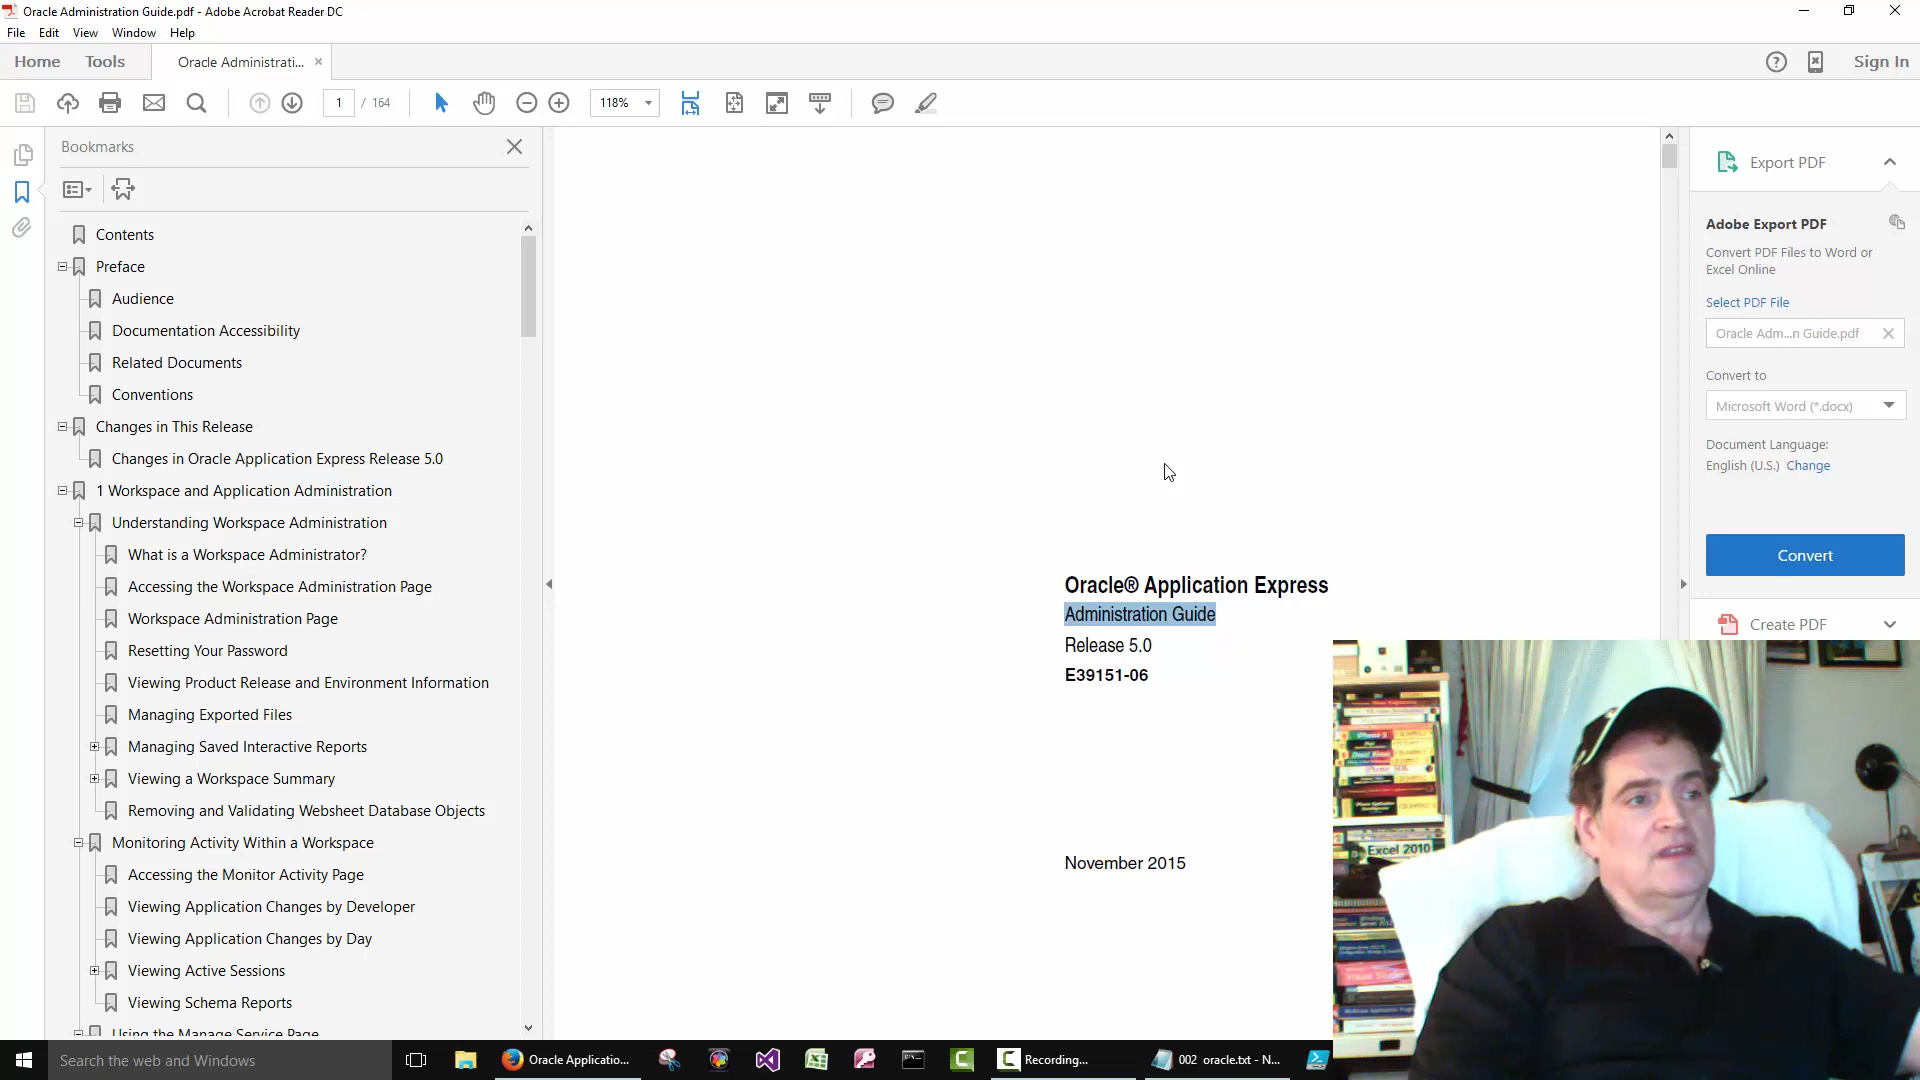 Oracle Administration Guide.pdf - Adobe Acrobat Reader DC
File Edit View Window Help
Home Tools Oracle Administrati... × Sign In
1 / 164 118%
Bookmarks
Contents
Preface
Audience
Documentation Accessibility
Related Documents
Conventions
Changes in This Release
Changes in Oracle Application Express Release 5.0
1 Workspace and Application Administration
Understanding Workspace Administration
What is a Workspace Administrator?
Accessing the Workspace Administration Page
Workspace Administration Page
Resetting Your Password
Viewing Product Release and Environment Information
Managing Exported Files
Managing Saved Interactive Reports
Viewing a Workspace Summary
Removing and Validating Websheet Database Objects
Monitoring Activity Within a Workspace
Accessing the Monitor Activity Page
Viewing Application Changes by Developer
Viewing Application Changes by Day
Viewing Active Sessions
Viewing Schema Reports
Using the Manage Service Page
Oracle® Application Express
Administration Guide
Release 5.0
E39151-06
November 2015
Export PDF
Adobe Export PDF
Convert PDF Files to Word or
Excel Online
Select PDF File
Oracle Adm...n Guide.pdf
Convert to
Microsoft Word (*.docx)
Document Language:
English (U.S.) Change
Convert
Create PDF
Excel 2010
Visual Studio
Search the web and Windows
Oracle Applicatio...
Recording...
002 oracle.txt - N...